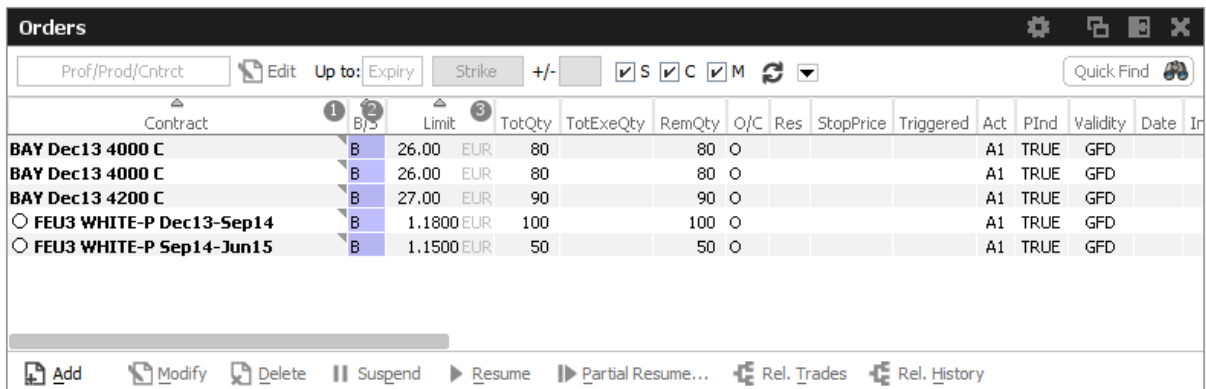 Orders
Prof/Prod/Cntrct Edit Up to: Expiry Strike +/- S C M Quick Find
Contract 1 B/S 2 Limit 3 TotQty TotExeQty RemQty O/C Res StopPrice Triggered Act PInd Validity Date In
BAY Dec13 4000 C B 26.00 EUR 80 80 O A1 TRUE GFD
BAY Dec13 4000 C B 26.00 EUR 80 80 O A1 TRUE GFD
BAY Dec13 4200 C B 27.00 EUR 90 90 O A1 TRUE GFD
FEU3 WHITE-P Dec13-Sep14 B 1.1800 EUR 100 100 O A1 TRUE GFD
FEU3 WHITE-P Sep14-Jun15 B 1.1500 EUR 50 50 O A1 TRUE GFD
Add Modify Delete Suspend Resume Partial Resume... Rel. Trades Rel. History